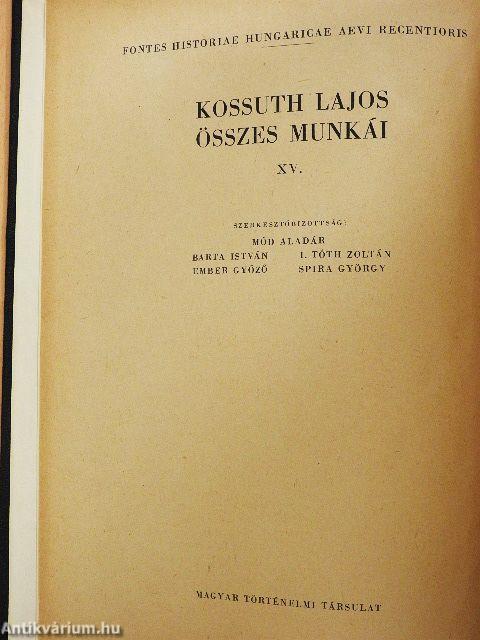 FONTES HISTORIAE HUNGARICAE AEVI RECENTIORIS
KOSSUTH LAJOS
ÖSSZES MUNKÁI
XV.
SZERKESZTŐBIZOTTSÁG:
MÓD ALADÁR
BARTA ISTVÁN I. TÓTH ZOLTÁN
EMBER GYŐZŐ SPIRA GYÖRGY
MAGYAR TÖRTÉNELMI TÁRSULAT
Antikvárium.hu